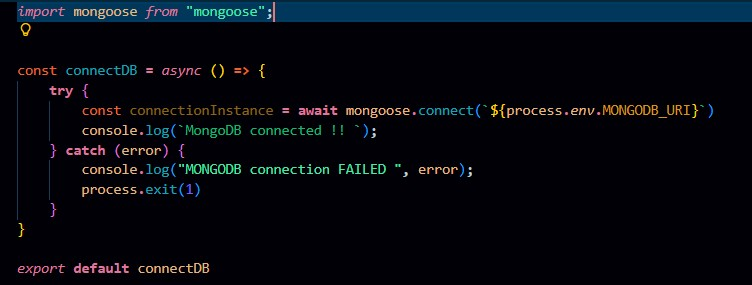 import mongoose from "mongoose";
const connectDB = async () => {
    try {
        const connectionInstance = await mongoose.connect(`${process.env.MONGODB_URI}`)
        console.log(`MongoDB connected !! `);
    } catch (error) {
        console.log("MONGODB connection FAILED ", error);
        process.exit(1)
    }
}
export default connectDB